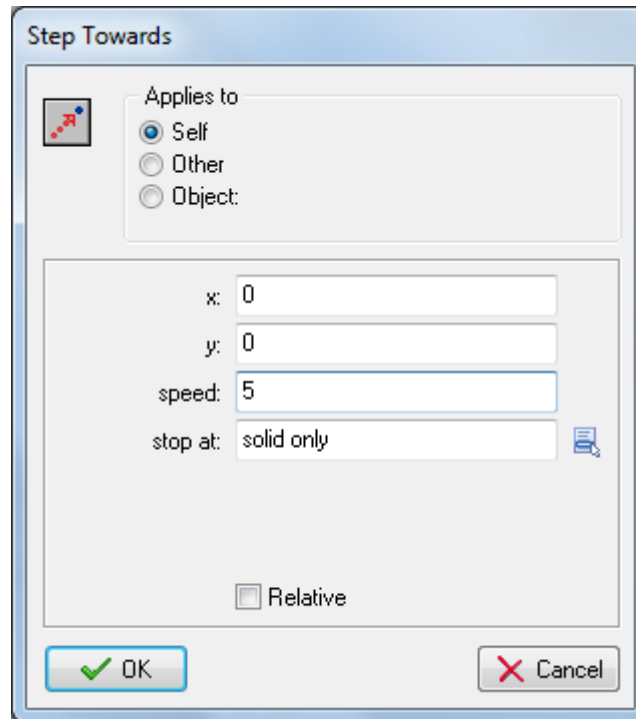 Step Towards
Applies to
Self
Other
Object:
x: 0
y: 0
speed: 5
stop at: solid only
Relative
OK Cancel